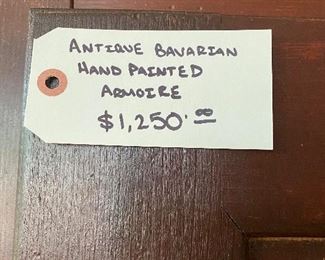 ANTIQUE BAVARIAN
HAND PAINTED
ARMOIRE
$1,250.00